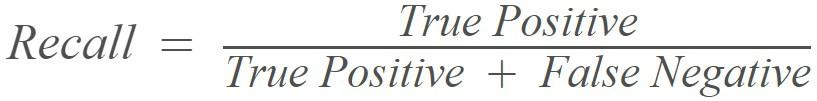 Recall = True Positive
True Positive + False Negative